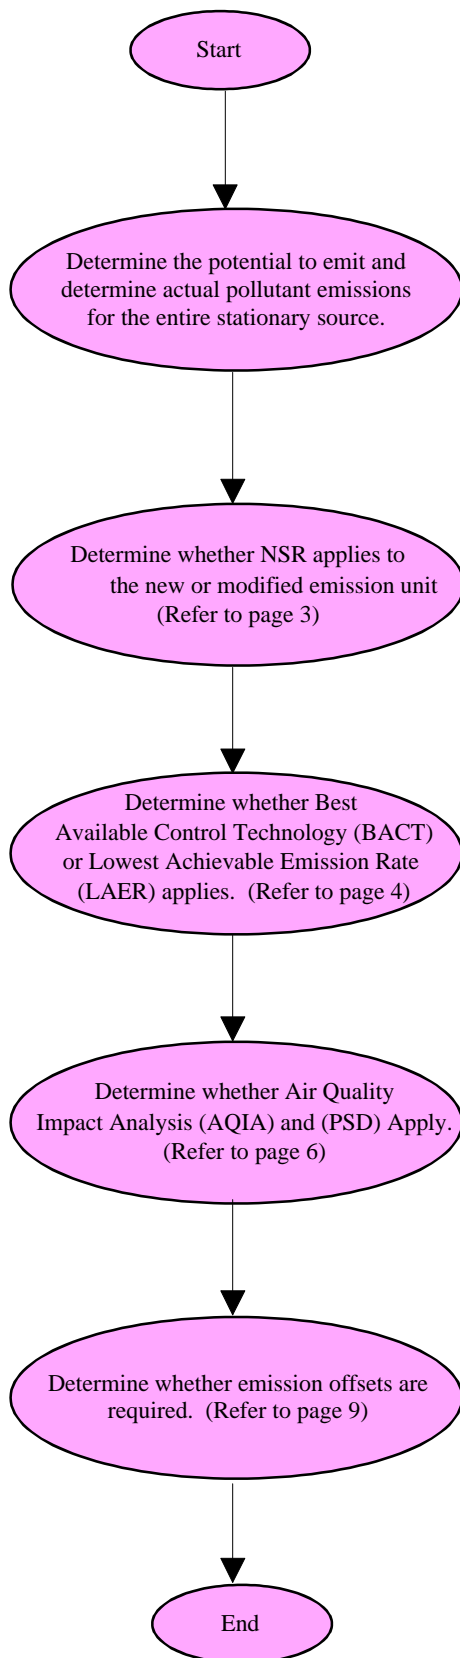 Start
Determine the potential to emit and
determine actual pollutant emissions
for the entire stationary source.
Determine whether NSR applies to
the new or modified emission unit
(Refer to page 3)
Determine whether Best
Available Control Technology (BACT)
or Lowest Achievable Emission Rate
(LAER) applies.  (Refer to page 4)
Determine whether Air Quality
Impact Analysis (AQIA) and (PSD) Apply.
(Refer to page 6)
Determine whether emission offsets are
required.  (Refer to page 9)
End